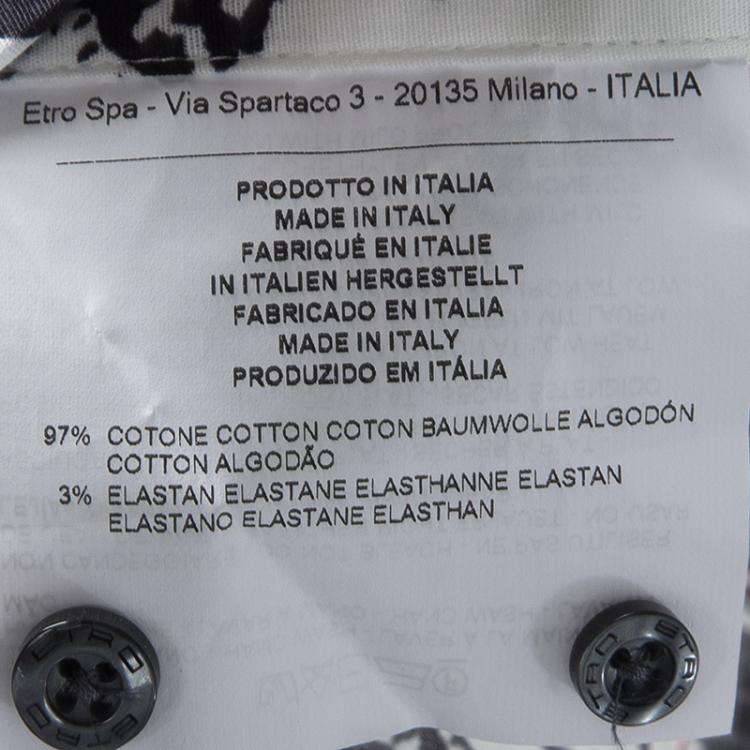 Etro Spa - Via Spartaco 3 - 20135 Milano - ITALIA
PRODOTTO IN ITALIA
MADE IN ITALY
FABRIQUÉ EN ITALIE
IN ITALIEN HERGESTELLT
FABRICADO EN ITALIA
MADE IN ITALY
PRODUZIDO EM ITÁLIA
97% COTONE COTTON COTON BAUMWOLLE ALGODÓN
COTTON ALGODÃO
3% ELASTAN ELASTANE ELASTHANNE ELASTAN
ELASTANO ELASTANE ELASTHAN
ETRO
ETRO
ETRO
ETRO